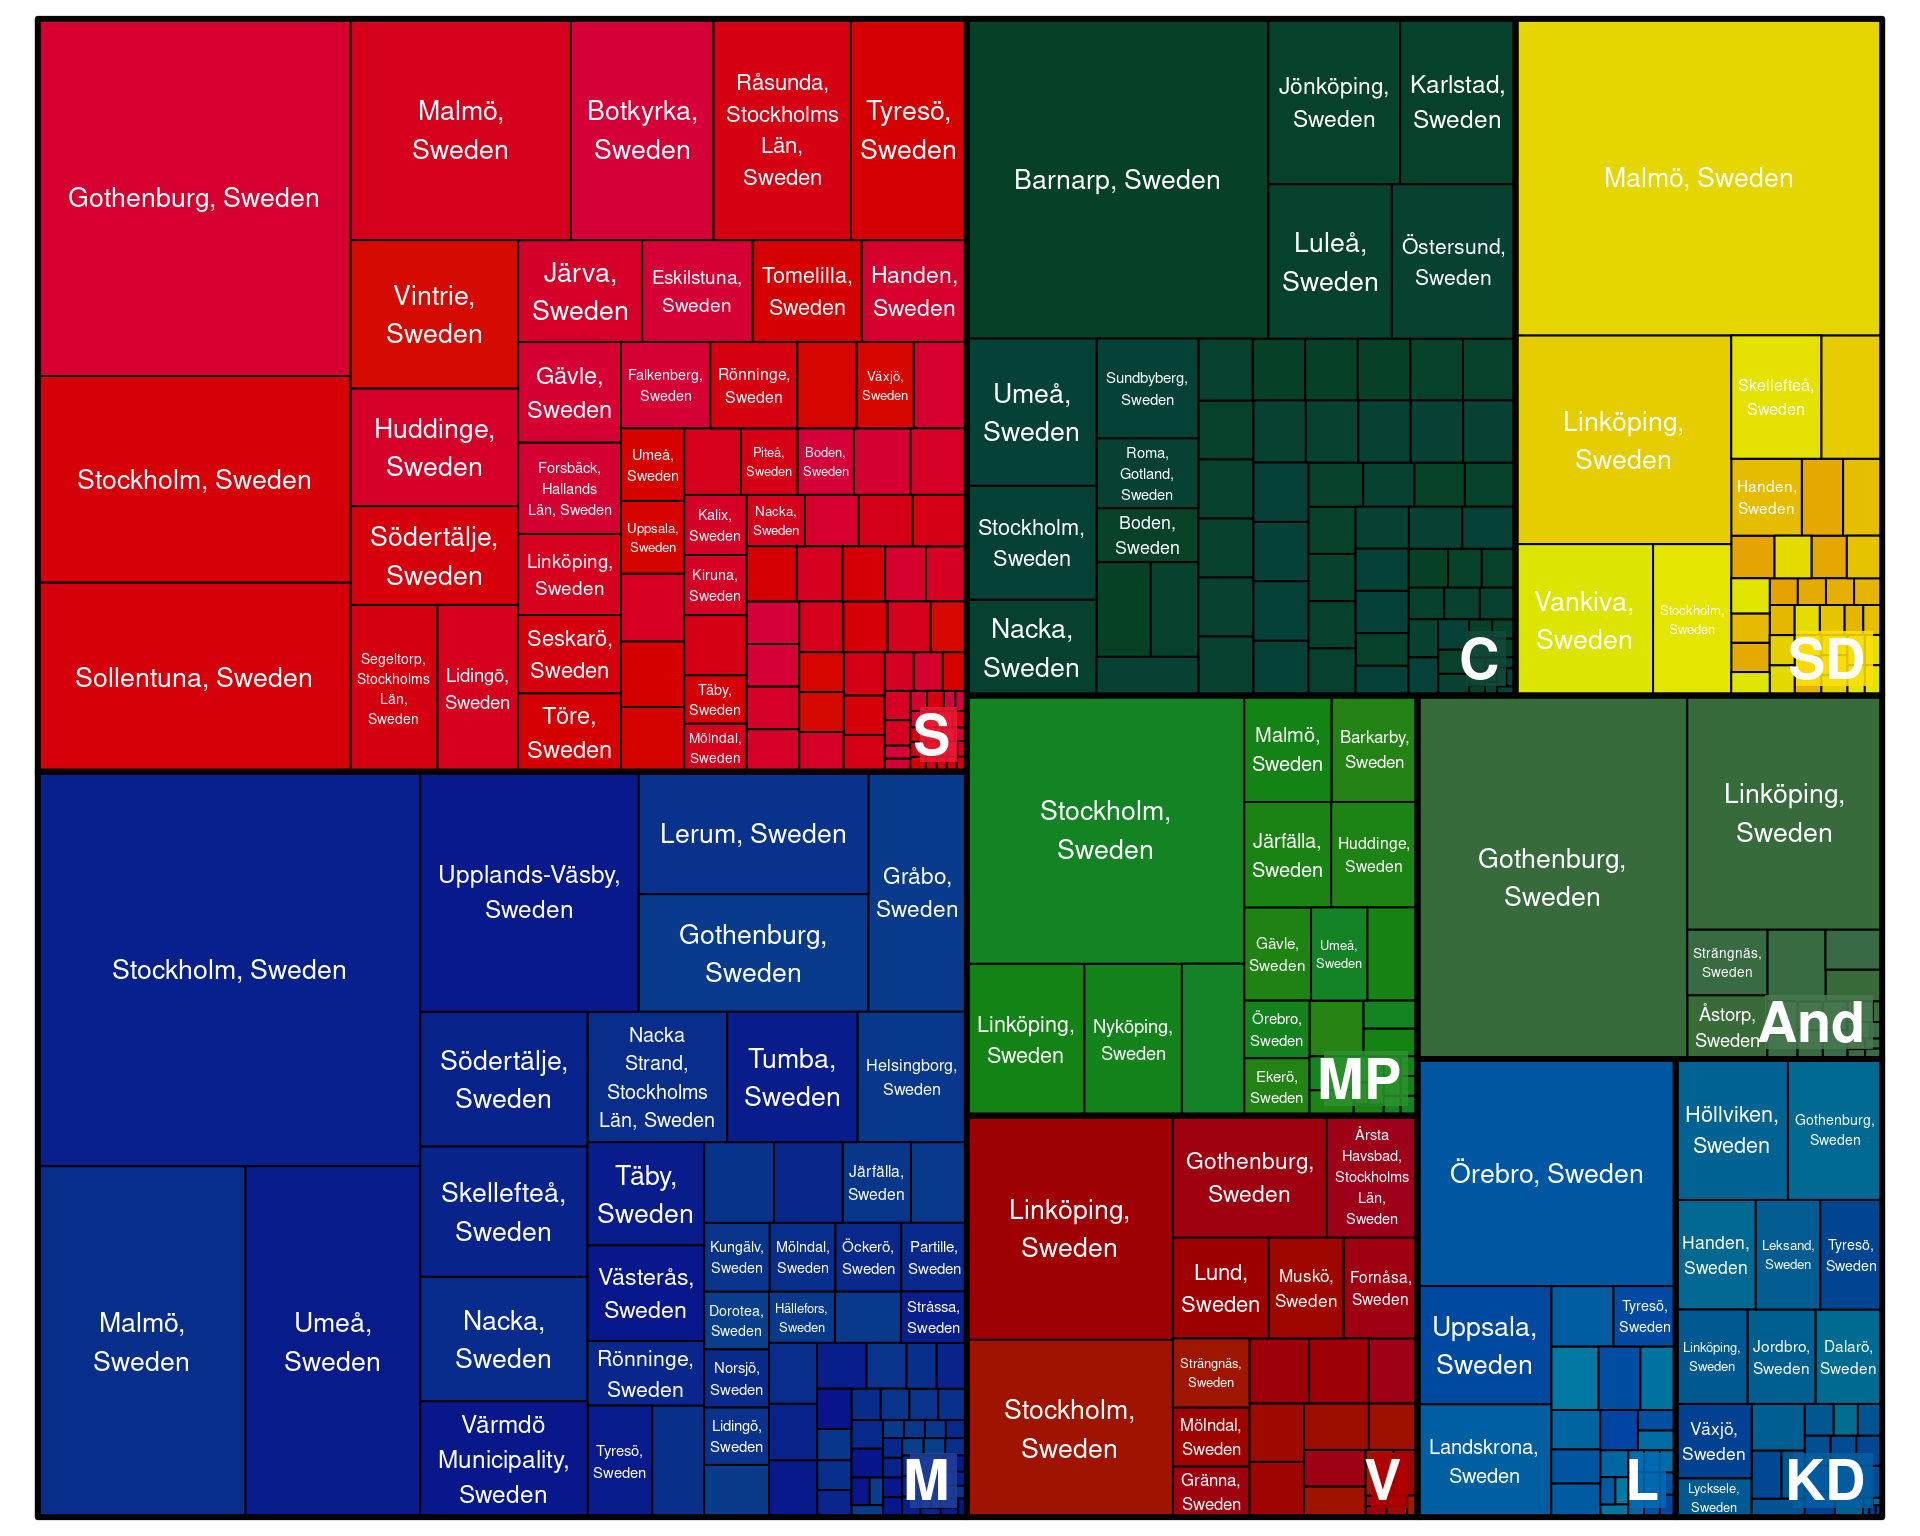 Gothenburg, Sweden
Stockholm, Sweden
Sollentuna, Sweden
Malmö,
Sweden
Botkyrka,
Sweden
Råsunda,
Stockholms
Län,
Sweden
Tyresö,
Sweden
Vintrie,
Sweden
Järva,
Sweden
Eskilstuna,
Sweden
Tomelilla,
Sweden
Handen,
Sweden
Huddinge,
Sweden
Södertälje,
Sweden
Segeltorp,
Stockholms
Län,
Sweden
Lidingö,
Sweden
Gävle,
Sweden
Forsbäck,
Hallands
Län, Sweden
Linköping,
Sweden
Seskarö,
Sweden
Töre,
Sweden
Falkenberg,
Sweden
Rönninge,
Sweden
Växjö,
Sweden
Umeå,
Sweden
Uppsala,
Sweden
Piteå,
Sweden
Boden,
Sweden
Kalix,
Sweden
Nacka,
Sweden
Kiruna,
Sweden
Täby,
Sweden
Mölndal,
Sweden
S
Barnarp, Sweden
Jönköping,
Sweden
Karlstad,
Sweden
Luleå,
Sweden
Östersund,
Sweden
Umeå,
Sweden
Stockholm,
Sweden
Nacka,
Sweden
Sundbyberg,
Sweden
Roma,
Gotland,
Sweden
Boden,
Sweden
C
Malmö, Sweden
Linköping,
Sweden
Vankiva,
Sweden
Stockholm,
Sweden
Skellefteå,
Sweden
Handen,
Sweden
SD
Stockholm, Sweden
Malmö,
Sweden
Umeå,
Sweden
Upplands-Väsby,
Sweden
Lerum, Sweden
Gothenburg,
Sweden
Gråbo,
Sweden
Södertälje,
Sweden
Skellefteå,
Sweden
Nacka,
Sweden
Värmdö
Municipality,
Sweden
Nacka
Strand,
Stockholms
Län, Sweden
Tumba,
Sweden
Helsingborg,
Sweden
Täby,
Sweden
Västerås,
Sweden
Rönninge,
Sweden
Tyresö,
Sweden
Järfälla,
Sweden
Kungälv,
Sweden
Mölndal,
Sweden
Öckerö,
Sweden
Partille,
Sweden
Dorotea,
Sweden
Hällefors,
Sweden
Stråssa,
Sweden
Norsjö,
Sweden
Lidingö,
Sweden
M
Stockholm,
Sweden
Linköping,
Sweden
Nyköping,
Sweden
Malmö,
Sweden
Barkarby,
Sweden
Järfälla,
Sweden
Huddinge,
Sweden
Gävle,
Sweden
Umeå,
Sweden
Örebro,
Sweden
Ekerö,
Sweden
MP
Gothenburg,
Sweden
Linköping,
Sweden
Strängnäs,
Sweden
Åstorp,
Sweden
And
Linköping,
Sweden
Stockholm,
Sweden
Gothenburg,
Sweden
Årsta
Havsbad,
Stockholms
Län,
Sweden
Lund,
Sweden
Muskö,
Sweden
Fornåsa,
Sweden
Strängnäs,
Sweden
Mölndal,
Sweden
Gränna,
Sweden
V
Örebro, Sweden
Uppsala,
Sweden
Landskrona,
Sweden
Tyresö,
Sweden
L
Höllviken,
Sweden
Gothenburg,
Sweden
Handen,
Sweden
Leksand,
Sweden
Tyresö,
Sweden
Linköping,
Sweden
Jordbro,
Sweden
Dalarö,
Sweden
Växjö,
Sweden
Lycksele,
Sweden
KD